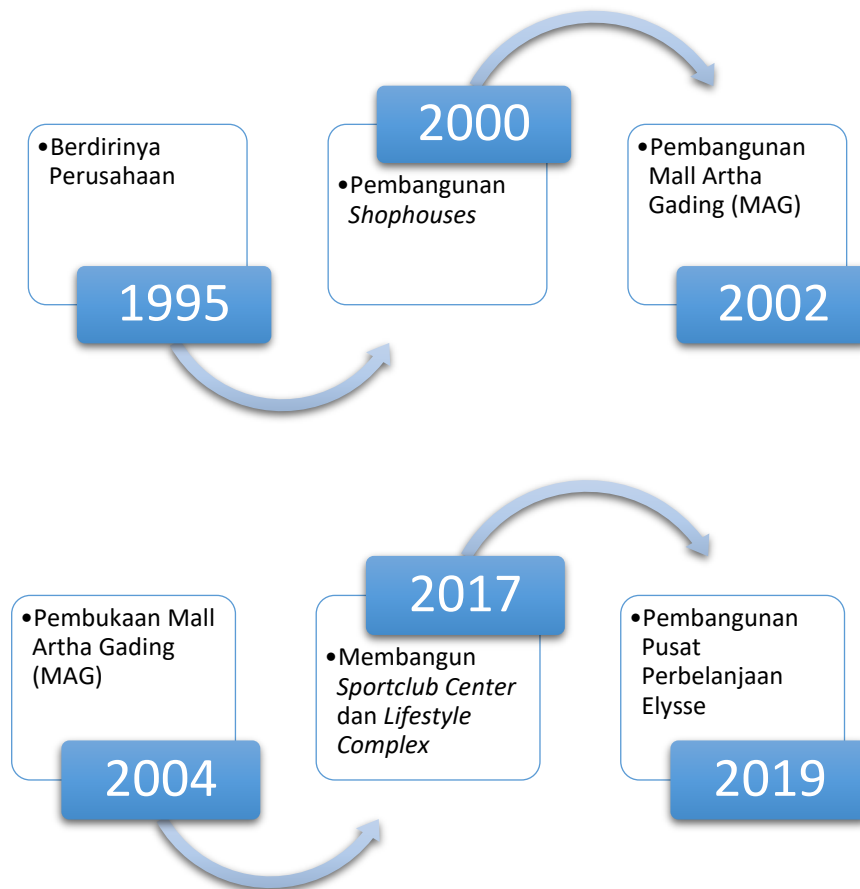 •Berdirinya
Perusahaan
1995
2000
•Pembangunan
Shophouses
•Pembangunan
Mall Artha
Gading (MAG)
2002
•Pembukaan Mall
Artha Gading
(MAG)
2004
2017
•Membangun
Sportclub Center
dan Lifestyle
Complex
•Pembangunan
Pusat
Perbelanjaan
Elysse
2019